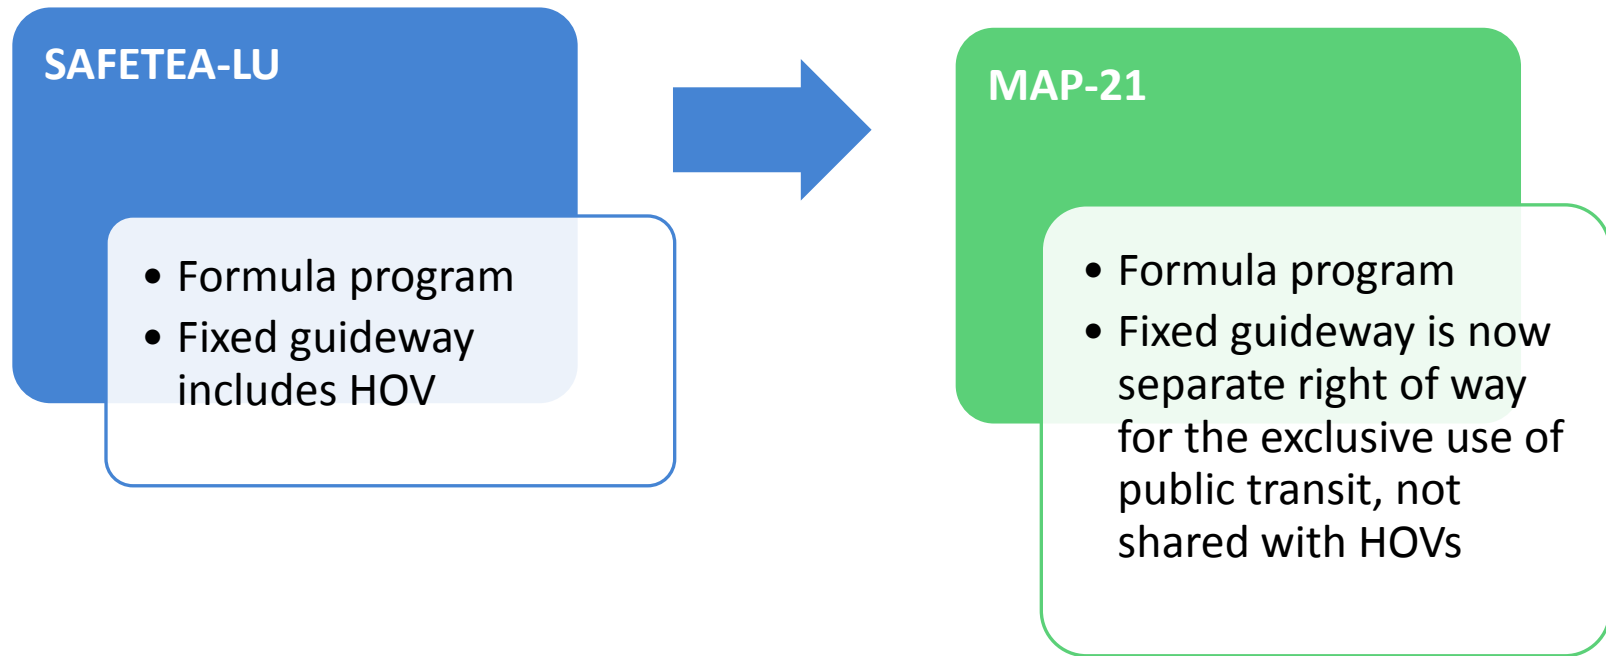 SAFETEA-LU
• Formula program
• Fixed guideway
includes HOV
MAP-21
• Formula program
• Fixed guideway is now
separate right of way
for the exclusive use of
public transit, not
shared with HOVs